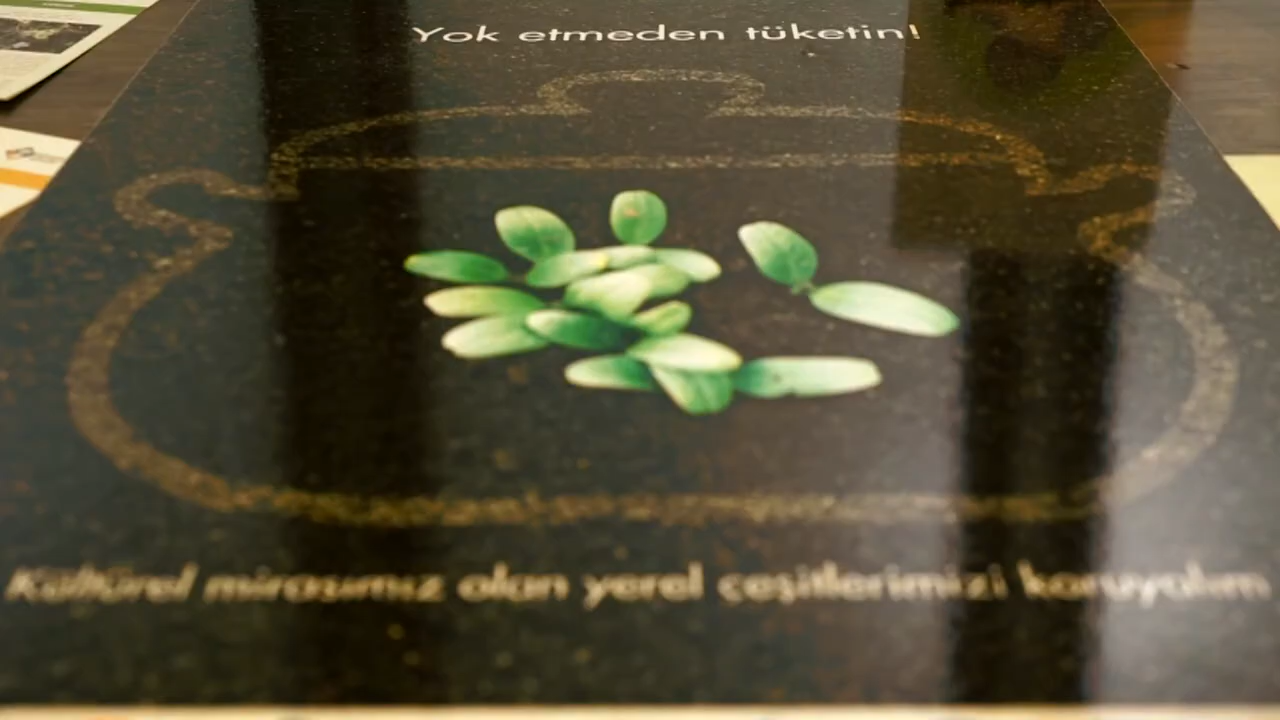 Yok etmeden tüketin!
Kültürel mirasımız olan yerel çeşitlerimizi koruyalım